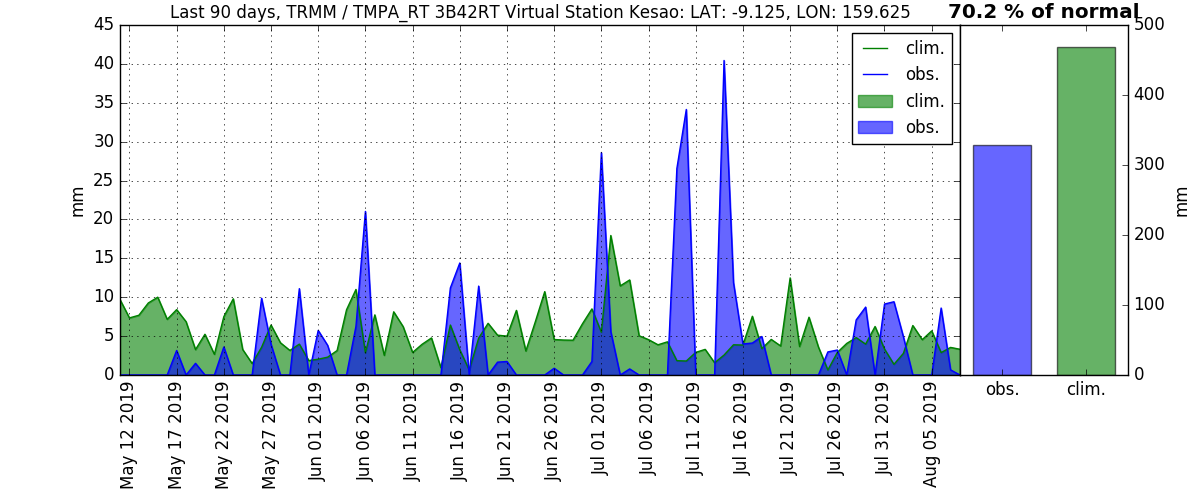 Last 90 days, TRMM / TMPA_RT 3B42RT Virtual Station Kesao: LAT: -9.125, LON: 159.625
70.2 % of normal
45
40
35
30
25
20
15
10
5
0
mm
clim.
obs.
clim.
obs.
May 12 2019
May 17 2019
May 22 2019
May 27 2019
Jun 01 2019
Jun 06 2019
Jun 11 2019
Jun 16 2019
Jun 21 2019
Jun 26 2019
Jul 01 2019
Jul 06 2019
Jul 11 2019
Jul 16 2019
Jul 21 2019
Jul 26 2019
Jul 31 2019
Aug 05 2019
500
400
300
200
100
0
mm
obs.
clim.